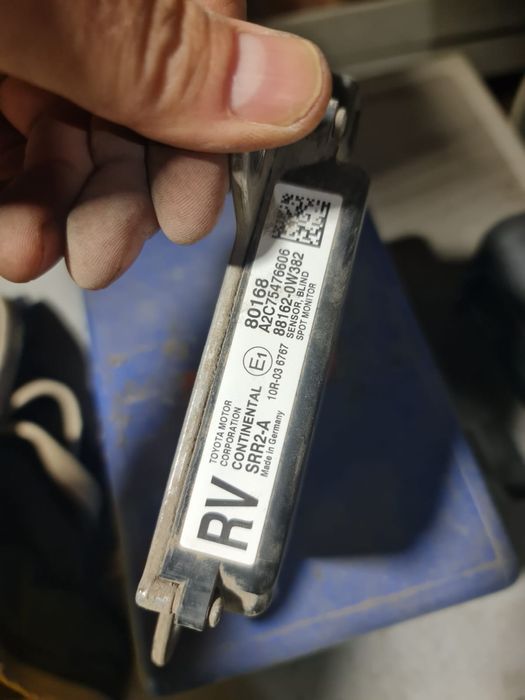 80168
A2C75476606
88162-0W382
SENSOR, BLIND
SPOT MONITOR
E1
10R-03 6767
TOYOTA MOTOR
CORPORATION
CONTINENTAL
SRR2-A
Made in Germany
RV